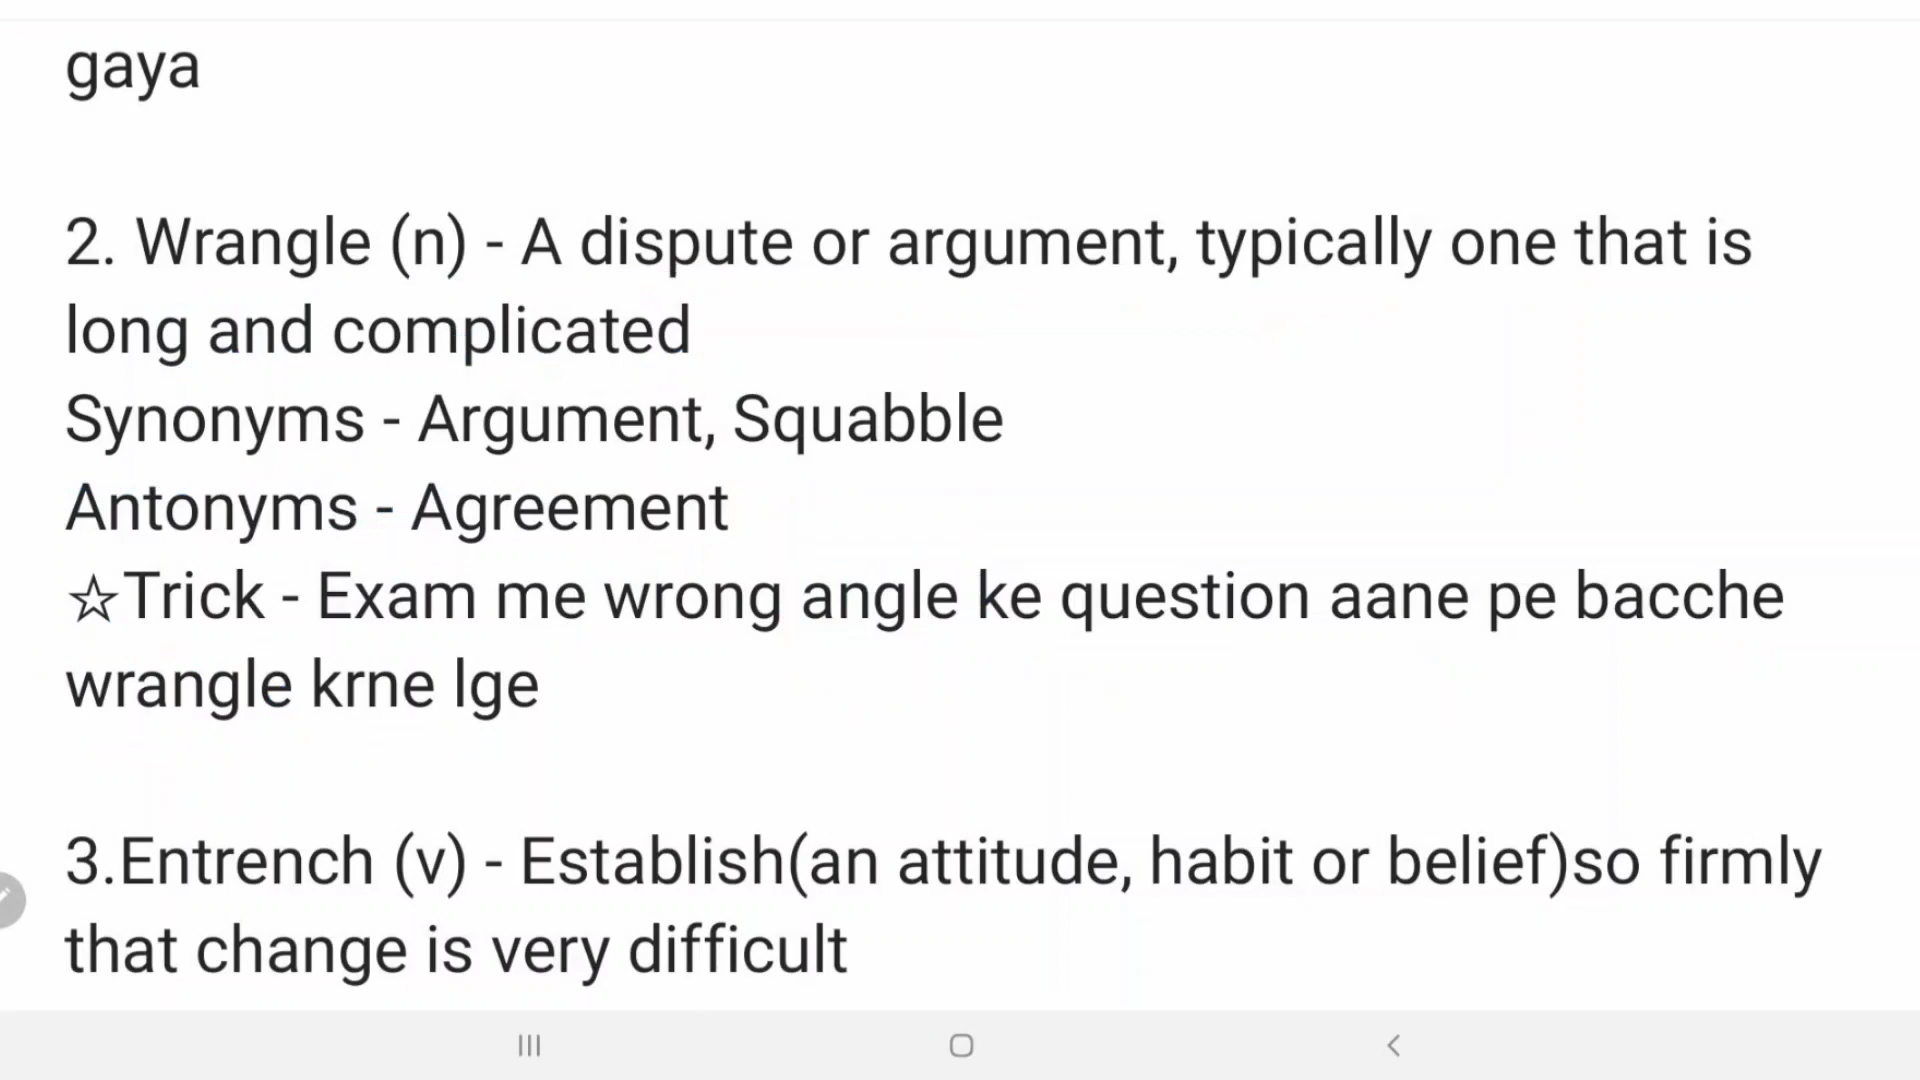 gaya
2. Wrangle (n) - A dispute or argument, typically one that is
long and complicated
Synonyms - Argument, Squabble
Antonyms - Agreement
☆Trick - Exam me wrong angle ke question aane pe bacche
wrangle krne lge
3.Entrench (v) - Establish(an attitude, habit or belief)so firmly
that change is very difficult